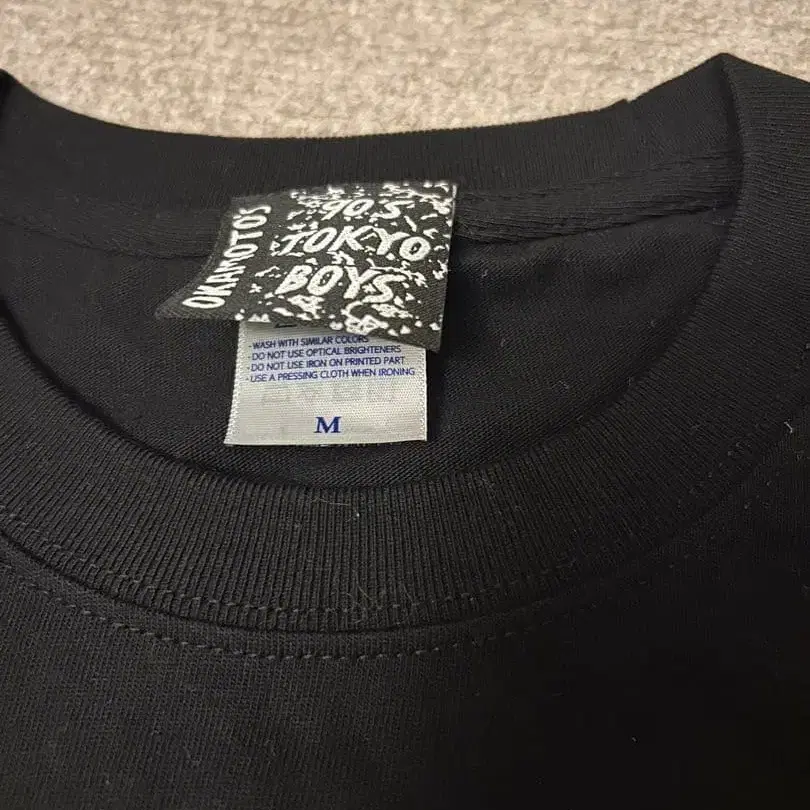 OKAMOTO'S
90'S
TOKYO
BOYS
· WASH WITH SIMILAR COLORS
· DO NOT USE OPTICAL BRIGHTENERS
· DO NOT USE IRON ON PRINTED PART
· USE A PRESSING CLOTH WHEN IRONING
M